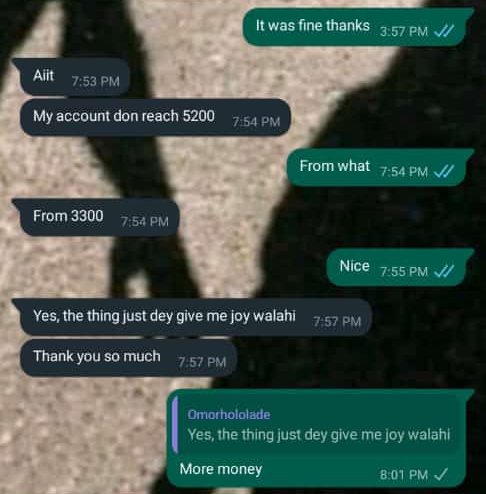 It was fine thanks 3:57 PM
Aiit 7:53 PM
My account don reach 5200 7:54 PM
From what 7:54 PM
From 3300 7:54 PM
Nice 7:55 PM
Yes, the thing just dey give me joy walahi 7:57 PM
Thank you so much 7:57 PM
Omorhololade
Yes, the thing just dey give me joy walahi
More money 8:01 PM